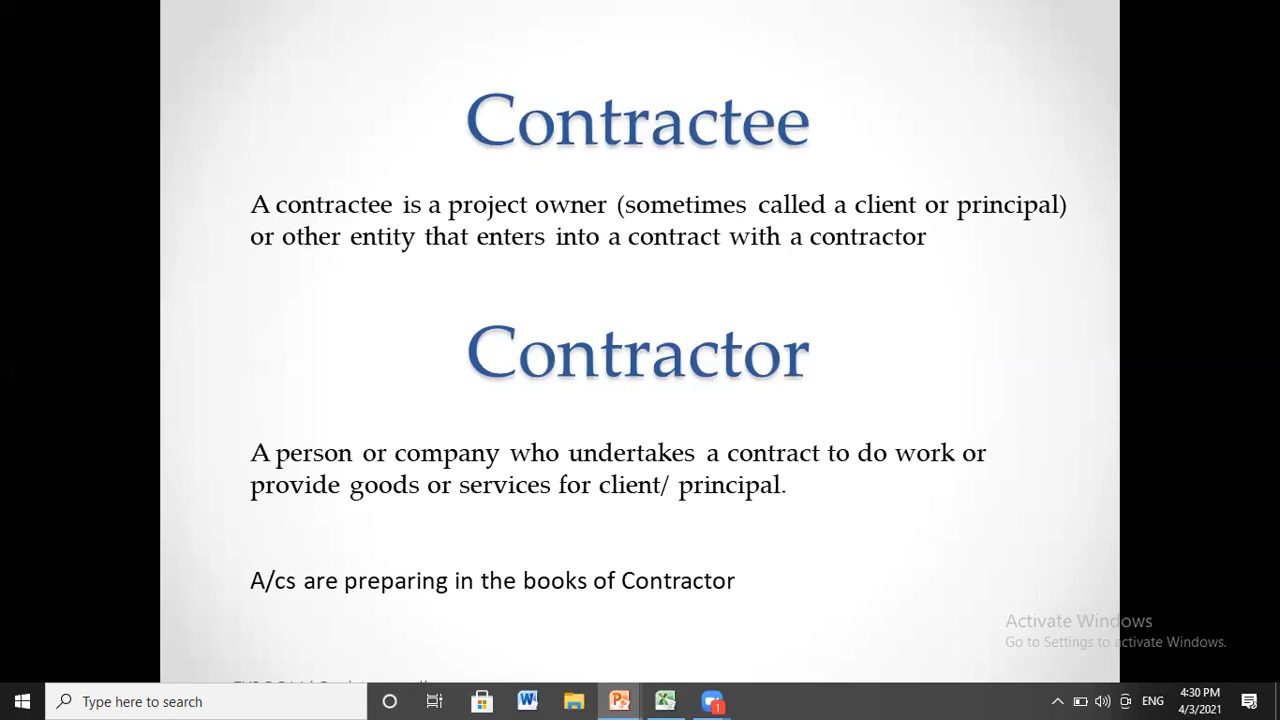 Contractee
A contractee is a project owner (sometimes called a client or principal)
or other entity that enters into a contract with a contractor
Contractor
A person or company who undertakes a contract to do work or
provide goods or services for client/ principal.
A/cs are preparing in the books of Contractor
Activate Windows
Go to Settings to activate Windows.
Type here to search
1
ENG
4:30 PM
4/3/2021